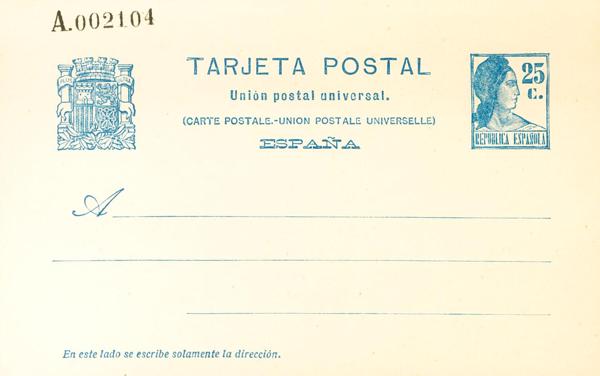 A.002104
TARJETA POSTAL
Unión postal universal.
(CARTE POSTALE.-UNION POSTALE UNIVERSELLE)
ESPAÑA
25 c.
REPUBLICA ESPAÑOLA
A
En este lado se escribe solamente la dirección.